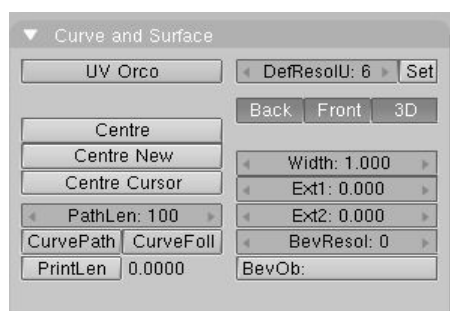 Curve and Surface
UV Orco
DefResolU: 6 Set
Back Front 3D
Centre
Centre New
Centre Cursor
Width: 1.000
Ext1: 0.000
PathLen: 100
Ext2: 0.000
CurvePath CurveFoll
BevResol: 0
PrintLen 0.0000
BevOb: